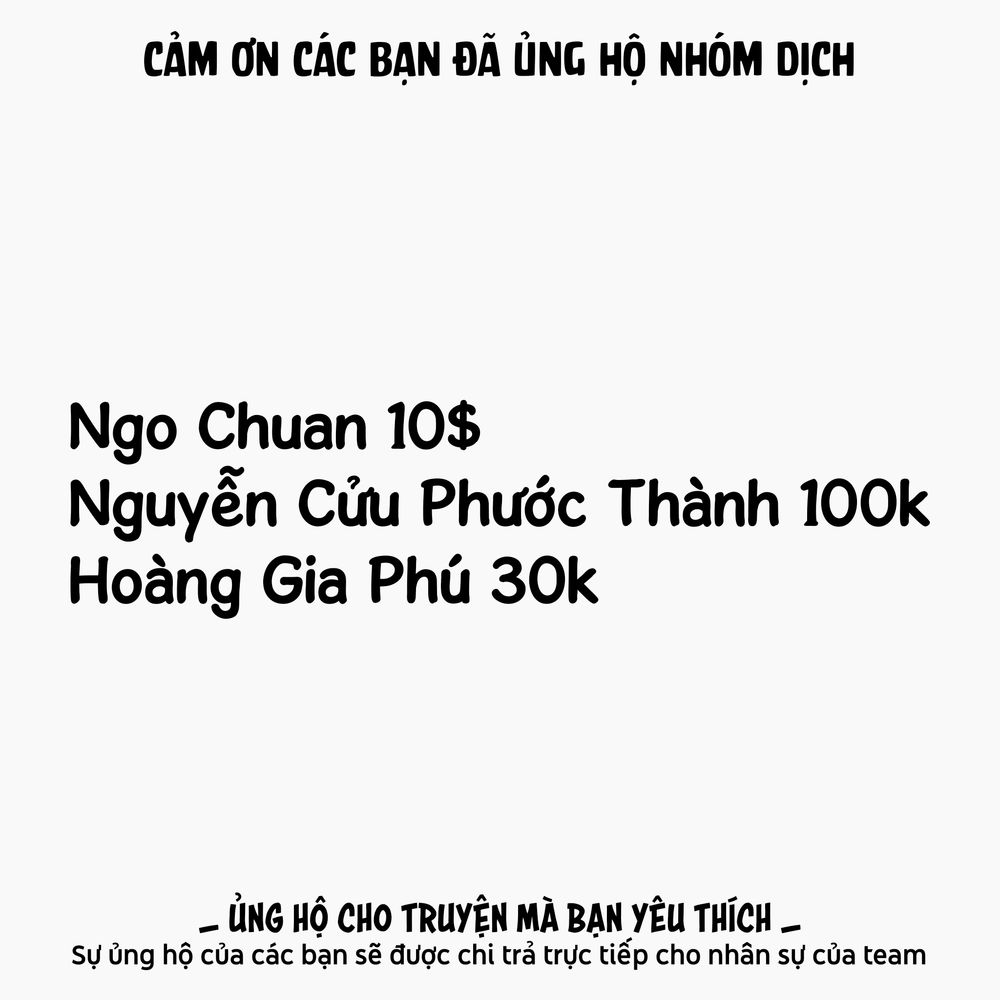 CẢM ƠN CÁC BẠN ĐÃ ỦNG HỘ NHÓM DỊCH
Ngo Chuan 10$
Nguyễn Cửu Phước Thành 100k
Hoàng Gia Phú 30k
_ ỦNG HỘ CHO TRUYỆN MÀ BẠN YÊU THÍCH _
Sự ủng hộ của các bạn sẽ được chi trả trực tiếp cho nhân sự của team